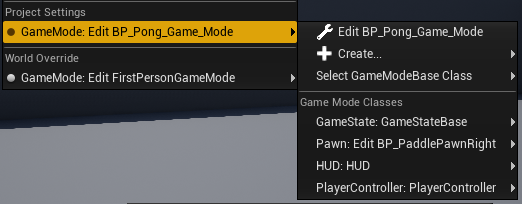 Project Settings
GameMode: Edit BP_Pong_Game_Mode
World Override
GameMode: Edit FirstPersonGameMode
Edit BP_Pong_Game_Mode
Create...
Select GameModeBase Class
Game Mode Classes
GameState: GameStateBase
Pawn: Edit BP_PaddlePawnRight
HUD: HUD
PlayerController: PlayerController